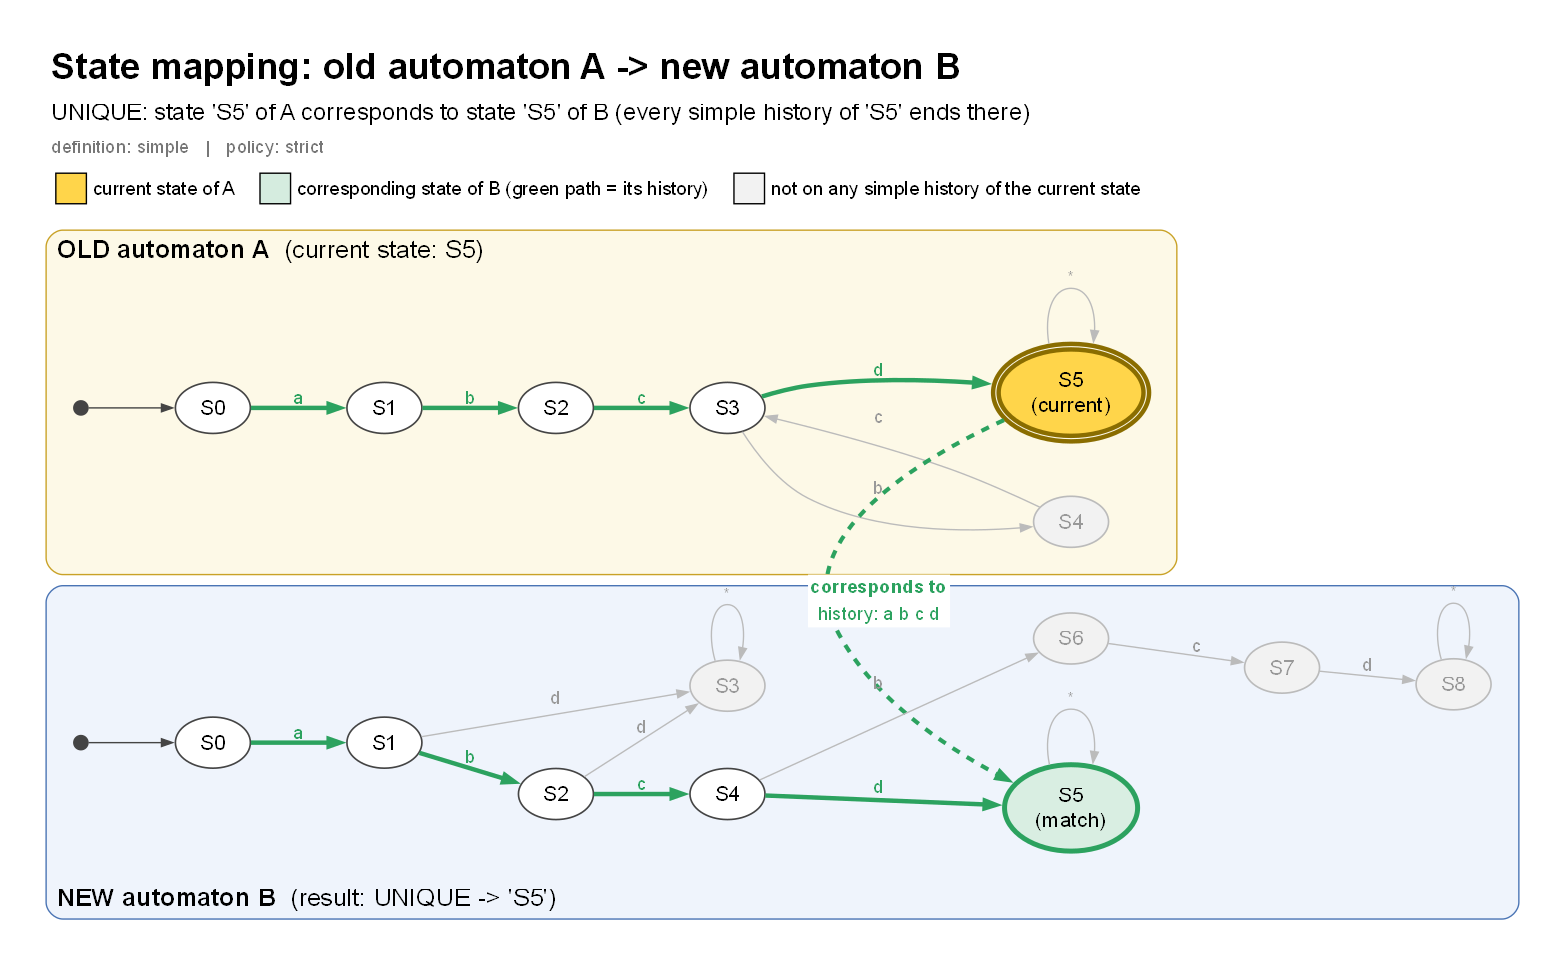 State mapping: old automaton A -> new automaton B
UNIQUE: state 'S5' of A corresponds to state 'S5' of B (every simple history of 'S5' ends there)
definition: simple | policy: strict
current state of A
corresponding state of B (green path = its history)
not on any simple history of the current state
OLD automaton A (current state: S5)
*
S0
a
S1
b
S2
c
S3
d
S5
(current)
c
b
S4
corresponds to
history: a b c d
*
*
S3
S6
c
S7
d
S8
d
d
b
*
S0
a
S1
b
S2
c
S4
d
S5
(match)
NEW automaton B (result: UNIQUE -> 'S5')